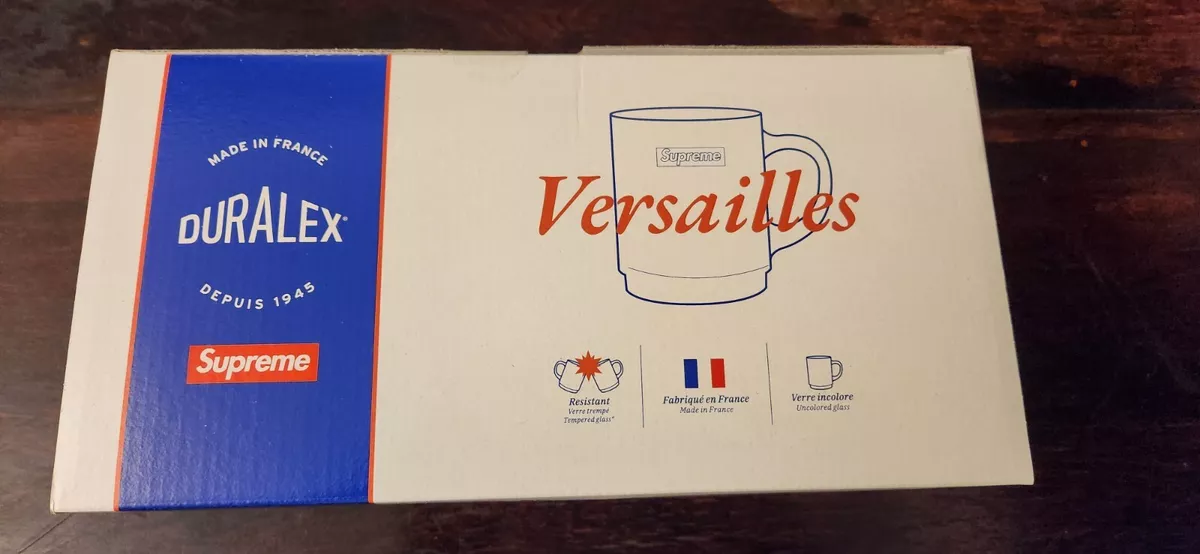 MADE IN FRANCE
DURALEX®
DEPUIS 1945
Supreme
Supreme
Versailles
Resistant
Verre trempé
Tempered glass*
Fabriqué en France
Made in France
Verre incolore
Uncolored glass